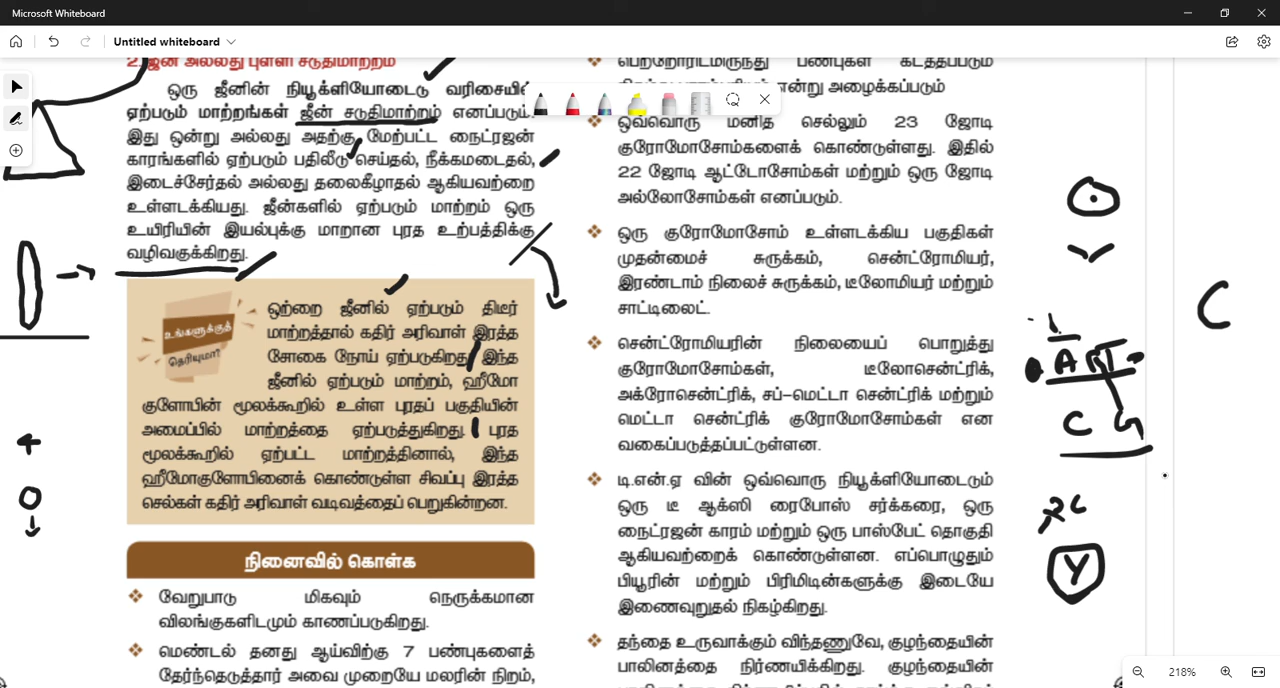 Microsoft Whiteboard
Untitled whiteboard
2. ஜீன் அல்லது புள்ளி சடுதிமாற்றம்
ஒரு ஜீனின் நியூக்ளியோடைடு வரிசையில்
ஏற்படும் மாற்றங்கள் ஜீன் சடுதிமாற்றம் எனப்படும்.
இது ஒன்று அல்லது அதற்கு மேற்பட்ட நைட்ரஜன்
காரங்களில் ஏற்படும் பதிலீடு செய்தல், நீக்கமடைதல்,
இடைச்சேர்தல் அல்லது தலைகீழாதல் ஆகியவற்றை
உள்ளடக்கியது. ஜீன்களில் ஏற்படும் மாற்றம் ஒரு
உயிரியின் இயல்புக்கு மாறான புரத உற்பத்திக்கு
வழிவகுக்கிறது.
உங்களுக்குத்
தெரியுமா?
ஒற்றை ஜீனில் ஏற்படும் திடீர்
மாற்றத்தால் கதிர் அரிவாள் இரத்த
சோகை நோய் ஏற்படுகிறது இந்த
ஜீனில் ஏற்படும் மாற்றம், ஹீமோ
குளோபின் மூலக்கூறில் உள்ள புரதப் பகுதியின்
அமைப்பில் மாற்றத்தை ஏற்படுத்துகிறது. புரத
மூலக்கூறில் ஏற்பட்ட மாற்றத்தினால், இந்த
ஹீமோகுளோபினைக் கொண்டுள்ள சிவப்பு இரத்த
செல்கள் கதிர் அரிவாள் வடிவத்தைப் பெறுகின்றன.
நினைவில் கொள்க
❖ வேறுபாடு மிகவும் நெருக்கமான
விலங்குகளிடமும் காணப்படுகிறது.
❖ மெண்டல் தனது ஆய்விற்கு 7 பண்புகளைத்
தேர்ந்தெடுத்தார் அவை முறையே மலரின் நிறம்,
❖ பெற்றோரிடமிருந்து பண்புகள் கடத்தப்படும்
என்று அழைக்கப்படும்
❖ ஒவ்வொரு மனித செல்லும் 23 ஜோடி
குரோமோசோம்களைக் கொண்டுள்ளது. இதில்
22 ஜோடி ஆட்டோசோம்கள் மற்றும் ஒரு ஜோடி
அல்லோசோம்கள் எனப்படும்.
❖ ஒரு குரோமோசோம் உள்ளடக்கிய பகுதிகள்
முதன்மைச் சுருக்கம், சென்ட்ரோமியர்,
இரண்டாம் நிலைச் சுருக்கம், டீலோமியர் மற்றும்
சாட்டிலைட்.
❖ சென்ட்ரோமியரின் நிலையைப் பொறுத்து
குரோமோசோம்கள், டீலோசென்ட்ரிக்,
அக்ரோசென்ட்ரிக், சப்-மெட்டா சென்ட்ரிக் மற்றும்
மெட்டா சென்ட்ரிக் குரோமோசோம்கள் என
வகைப்படுத்தப்பட்டுள்ளன.
❖ டி.என்.ஏ வின் ஒவ்வொரு நியூக்ளியோடைடும்
ஒரு டீ ஆக்ஸி ரைபோஸ் சர்க்கரை, ஒரு
நைட்ரஜன் காரம் மற்றும் ஒரு பாஸ்பேட் தொகுதி
ஆகியவற்றைக் கொண்டுள்ளன. எப்பொழுதும்
பியூரின் மற்றும் பிரிமிடின்களுக்கு இடையே
இணைவுறுதல் நிகழ்கிறது.
❖ தந்தை உருவாக்கும் விந்தணுவே, குழந்தையின்
பாலினத்தை நிர்ணயிக்கிறது. குழந்தையின்
C
Y
C
218%